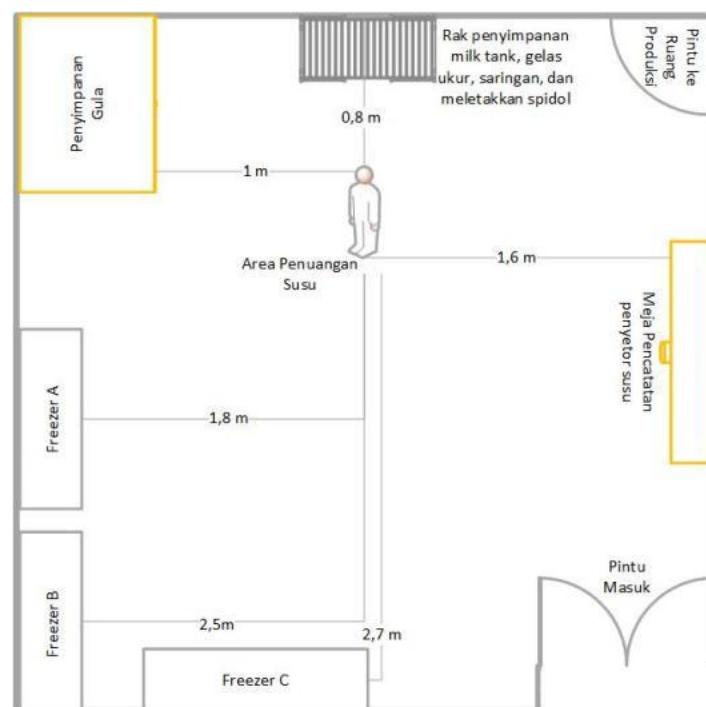 Penyimpanan
Gula
Rak penyimpanan
milk tank, gelas
ukur, saringan, dan
meletakkan spidol
Pintu ke
Ruang
Produksi
0,8 m
1 m
Area Penuangan
Susu
1,6 m
Meja Pencatatan
penyetor susu
Freezer A
1,8 m
Freezer B
2,5m
2,7 m
Freezer C
Pintu
Masuk